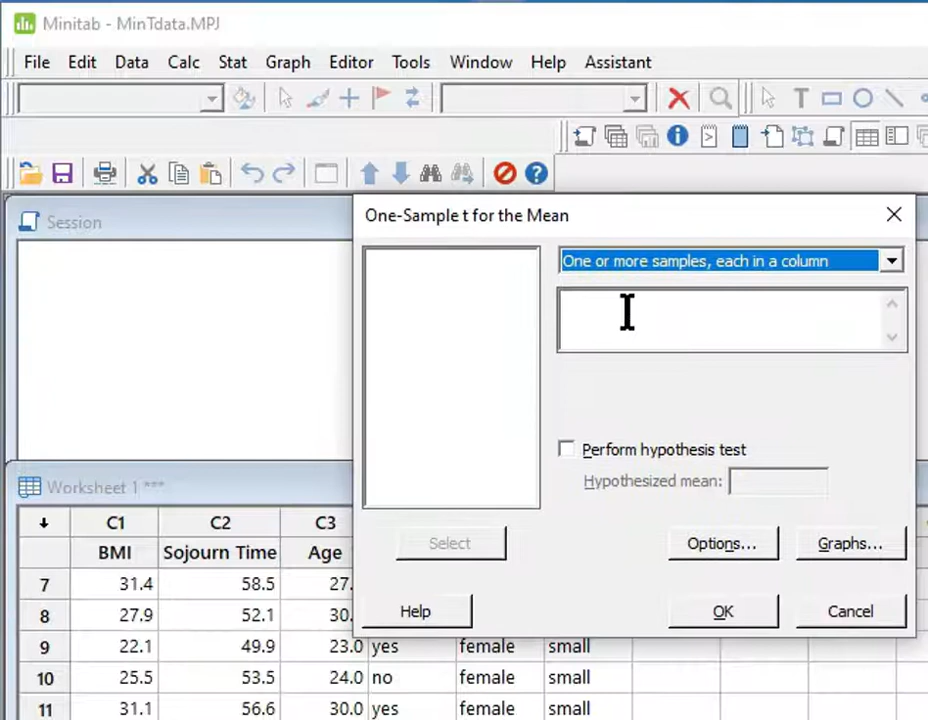 Minitab - MinTdata.MPJ
File Edit Data Calc Stat Graph Editor Tools Window Help Assistant
Session
One-Sample t for the Mean
One or more samples, each in a column
Perform hypothesis test
Hypothesized mean:
Select
Options...
Graphs...
Help
OK
Cancel
Worksheet 1 ***
C1 C2 C3
BMI Sojourn Time Age
7 31.4 58.5 27.
8 27.9 52.1 30.
9 22.1 49.9 23.0 yes female small
10 25.5 53.5 24.0 no female small
11 31.1 56.6 30.0 yes female small